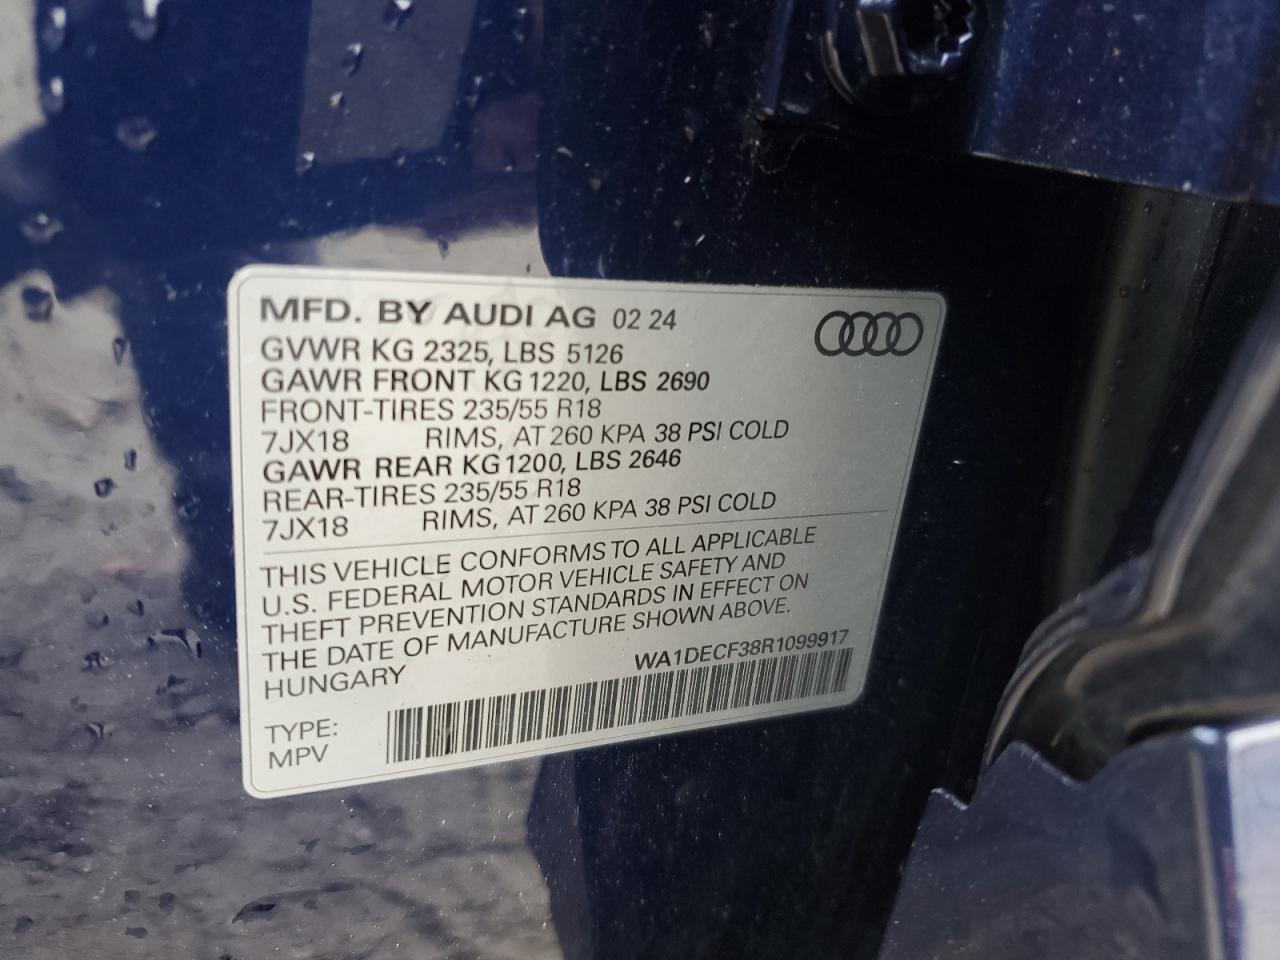 MFD. BY AUDI AG 02 24
GVWR KG 2325, LBS 5126
GAWR FRONT KG 1220, LBS 2690
FRONT-TIRES 235/55 R18
7JX18 RIMS, AT 260 KPA 38 PSI COLD
GAWR REAR KG 1200, LBS 2646
REAR-TIRES 235/55 R18
7JX18 RIMS, AT 260 KPA 38 PSI COLD
THIS VEHICLE CONFORMS TO ALL APPLICABLE
U.S. FEDERAL MOTOR VEHICLE SAFETY AND
THEFT PREVENTION STANDARDS IN EFFECT ON
THE DATE OF MANUFACTURE SHOWN ABOVE.
HUNGARY WA1DECF38R1099917
TYPE:
MPV